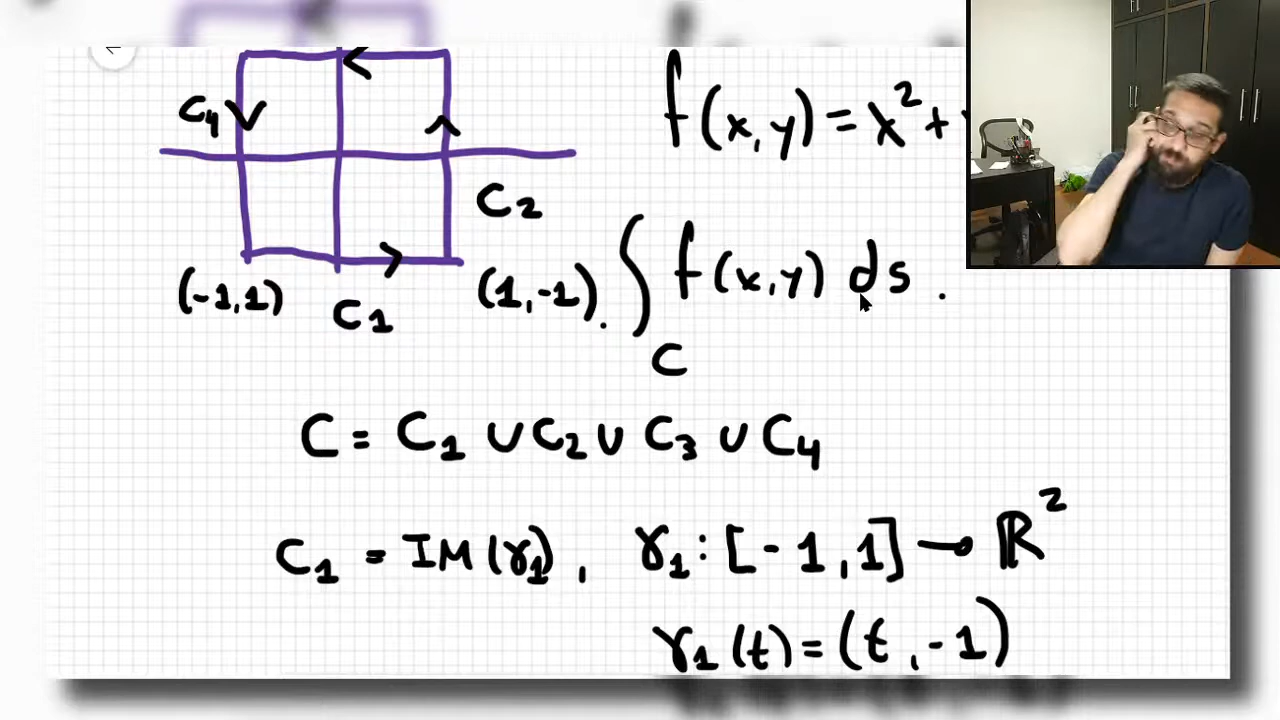 C4
f(x,y) = x² +
C2
(-1,1)
C1
(1,-1).
∫ f(x,y) ds .
C
C = C1 ∪ C2 ∪ C3 ∪ C4
C1 = IM(γ1), γ1 : [-1,1] → ℝ²
γ1(t) = (t,-1)